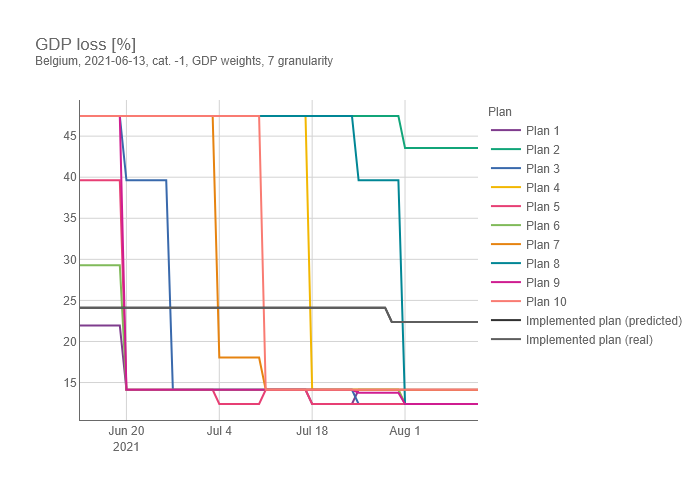 GDP loss [%]
Belgium, 2021-06-13, cat. -1, GDP weights, 7 granularity
45
40
35
30
25
20
15
Jun 20
2021
Jul 4
Jul 18
Aug 1
Plan
Plan 1
Plan 2
Plan 3
Plan 4
Plan 5
Plan 6
Plan 7
Plan 8
Plan 9
Plan 10
Implemented plan (predicted)
Implemented plan (real)